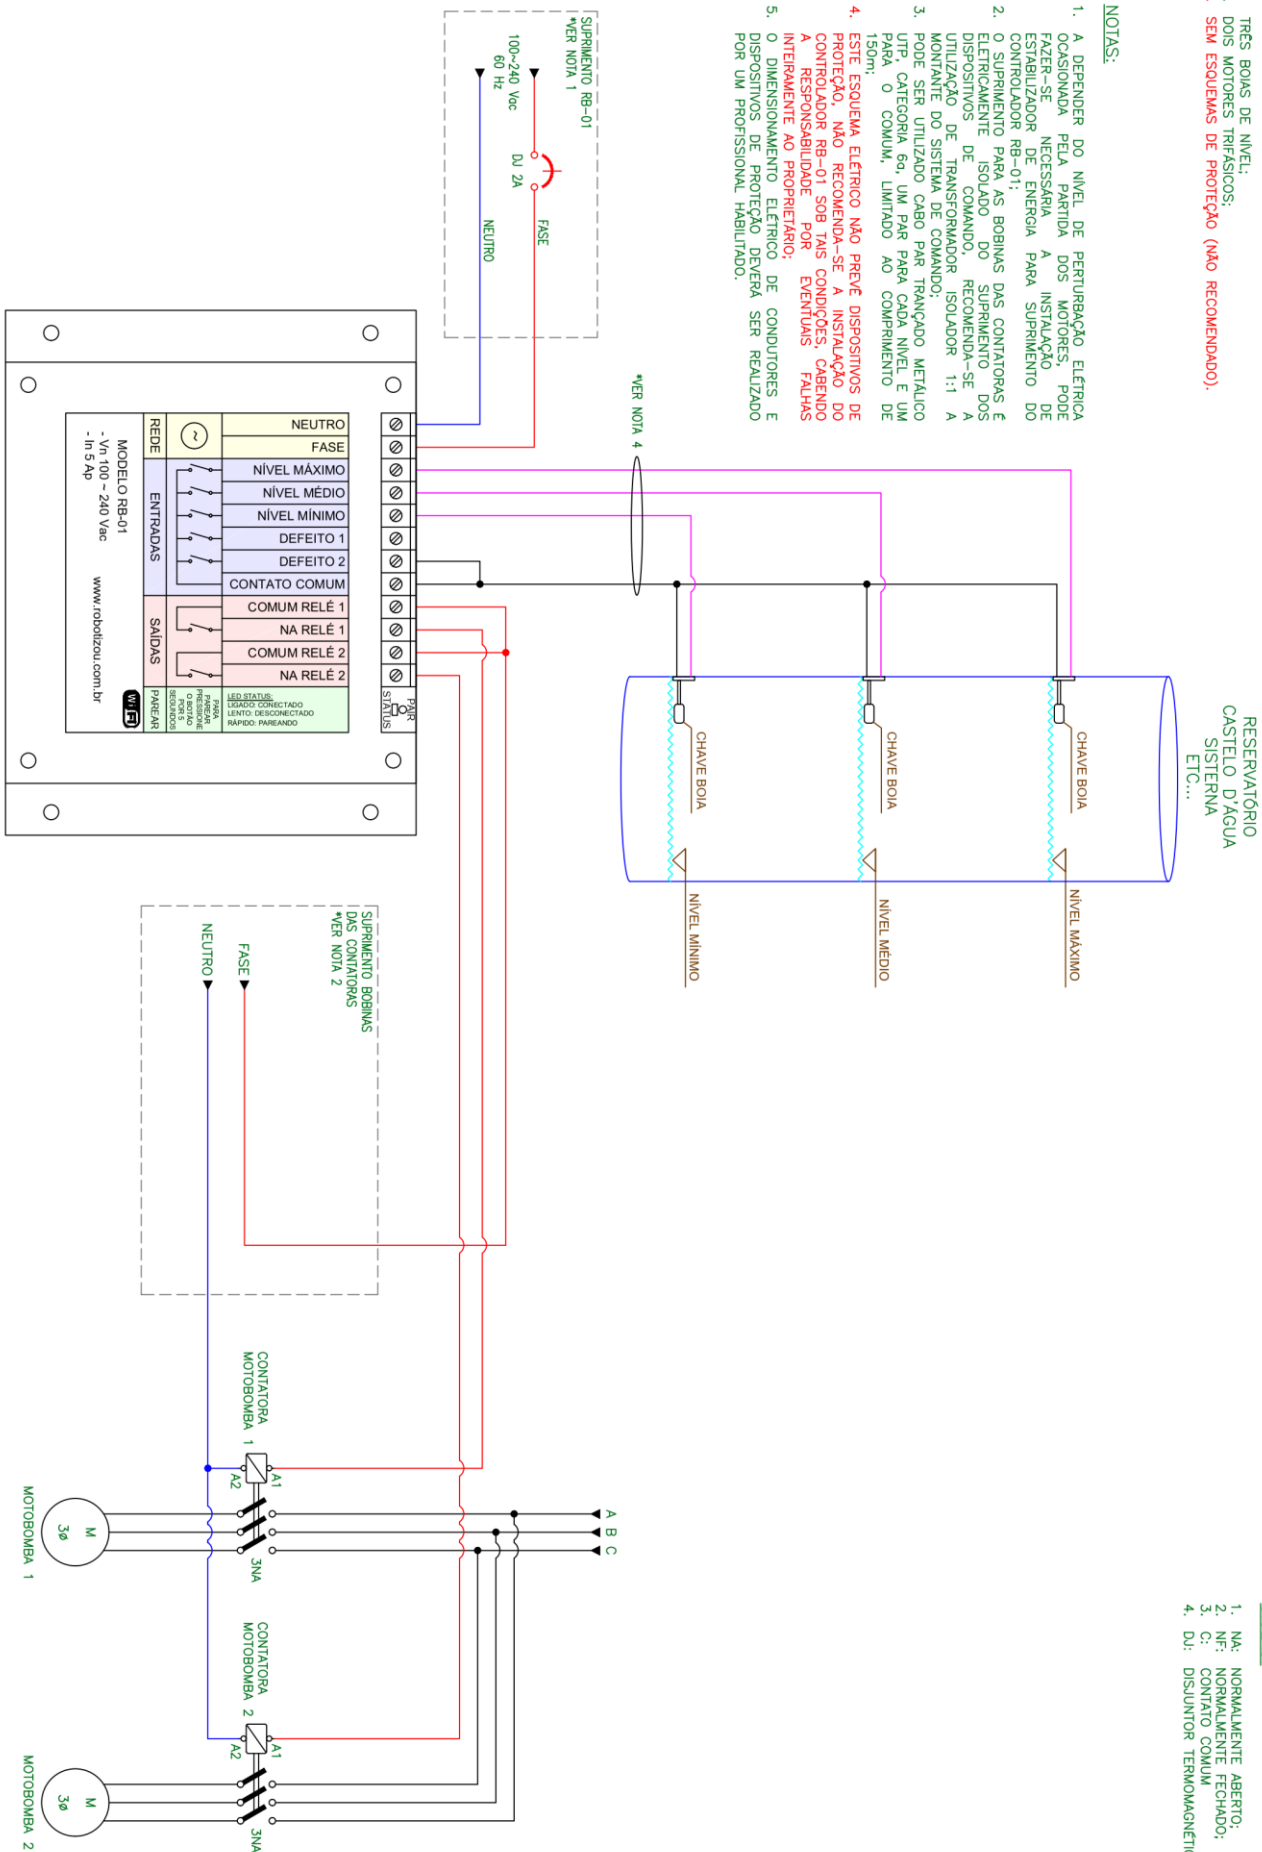 TRÊS BOIAS DE NÍVEL;
DOIS MOTORES TRIFÁSICOS;
SEM ESQUEMAS DE PROTEÇÃO (NÃO RECOMENDADO).
NOTAS:
1. A DEPENDER DO NÍVEL DE PERTURBAÇÃO ELÉTRICA
OCASIONADA PELA PARTIDA DOS MOTORES, PODE
FAZER-SE NECESSÁRIA A INSTALAÇÃO DE
ESTABILIZADOR DE ENERGIA PARA SUPRIMENTO DO
CONTROLADOR RB-01;
2. O SUPRIMENTO PARA AS BOBINAS DAS CONTATORAS É
ELETRICAMENTE ISOLADO DO SUPRIMENTO DOS
DISPOSITIVOS DE COMANDO, RECOMENDA-SE A
UTILIZAÇÃO DE TRANSFORMADOR ISOLADOR 1:1 A
MONTANTE DO SISTEMA DE COMANDO;
3. PODE SER UTILIZADO CABO PAR TRANÇADO METÁLICO
UTP, CATEGORIA 6a, UM PAR PARA CADA NÍVEL E UM
PARA O COMUM, LIMITADO AO COMPRIMENTO DE
150m;
4. ESTE ESQUEMA ELÉTRICO NÃO PREVÊ DISPOSITIVOS DE
PROTEÇÃO, NÃO RECOMENDA-SE A INSTALAÇÃO DO
CONTROLADOR RB-01 SOB TAIS CONDIÇÕES, CABENDO
A RESPONSABILIDADE POR EVENTUAIS FALHAS
INTEIRAMENTE AO PROPRIETÁRIO;
5. O DIMENSIONAMENTO ELÉTRICO DE CONDUTORES E
DISPOSITIVOS DE PROTEÇÃO DEVERÁ SER REALIZADO
POR UM PROFISSIONAL HABILITADO.
SUPRIMENTO RB-01
*VER NOTA 1
100~240 Vac
60 Hz
DJ 2A
FASE
NEUTRO
*VER NOTA 4
RESERVATÓRIO
CASTELO D'ÁGUA
SISTERNA
ETC...
CHAVE BOIA
NÍVEL MÁXIMO
CHAVE BOIA
NÍVEL MÉDIO
CHAVE BOIA
NÍVEL MÍNIMO
NEUTRO
FASE
NÍVEL MÁXIMO
NÍVEL MÉDIO
NÍVEL MÍNIMO
DEFEITO 1
DEFEITO 2
CONTATO COMUM
COMUM RELÉ 1
NA RELÉ 1
COMUM RELÉ 2
NA RELÉ 2
PAIR
STATUS
LED STATUS:
LIGADO: CONECTADO
LENTO: DESCONECTADO
RÁPIDO: PAREANDO
PARA
PAREAR
PRESSIONE
O BOTÃO
POR 5
SEGUNDOS
REDE
ENTRADAS
SAÍDAS
PAREAR
~
MODELO RB-01
- Vn 100 ~ 240 Vac
- In 5 Ap
www.robotizou.com.br
Wi Fi
SUPRIMENTO BOBINAS
DAS CONTATORAS
*VER NOTA 2
FASE
NEUTRO
CONTATORA
MOTOBOMBA 1
A1
A2
3NA
A
B
C
M
3ø
MOTOBOMBA 1
CONTATORA
MOTOBOMBA 2
A1
A2
3NA
M
3ø
MOTOBOMBA 2
1. NA: NORMALMENTE ABERTO;
2. NF: NORMALMENTE FECHADO;
3. C: CONTATO COMUM
4. DJ: DISJUNTOR